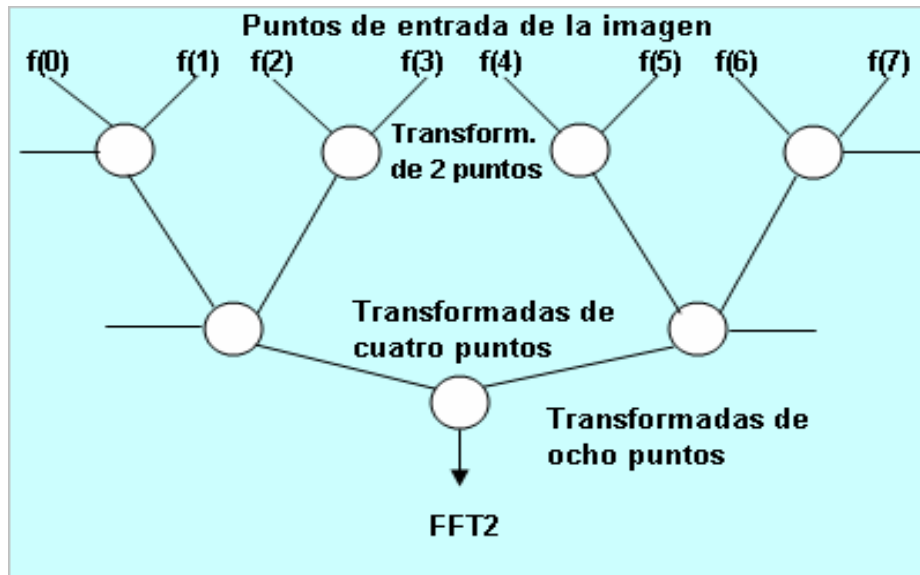 Puntos de entrada de la imagen
f(0) f(1) f(2) f(3) f(4) f(5) f(6) f(7)
Transform.
de 2 puntos
Transformadas de
cuatro puntos
Transformadas de
ocho puntos
FFT2